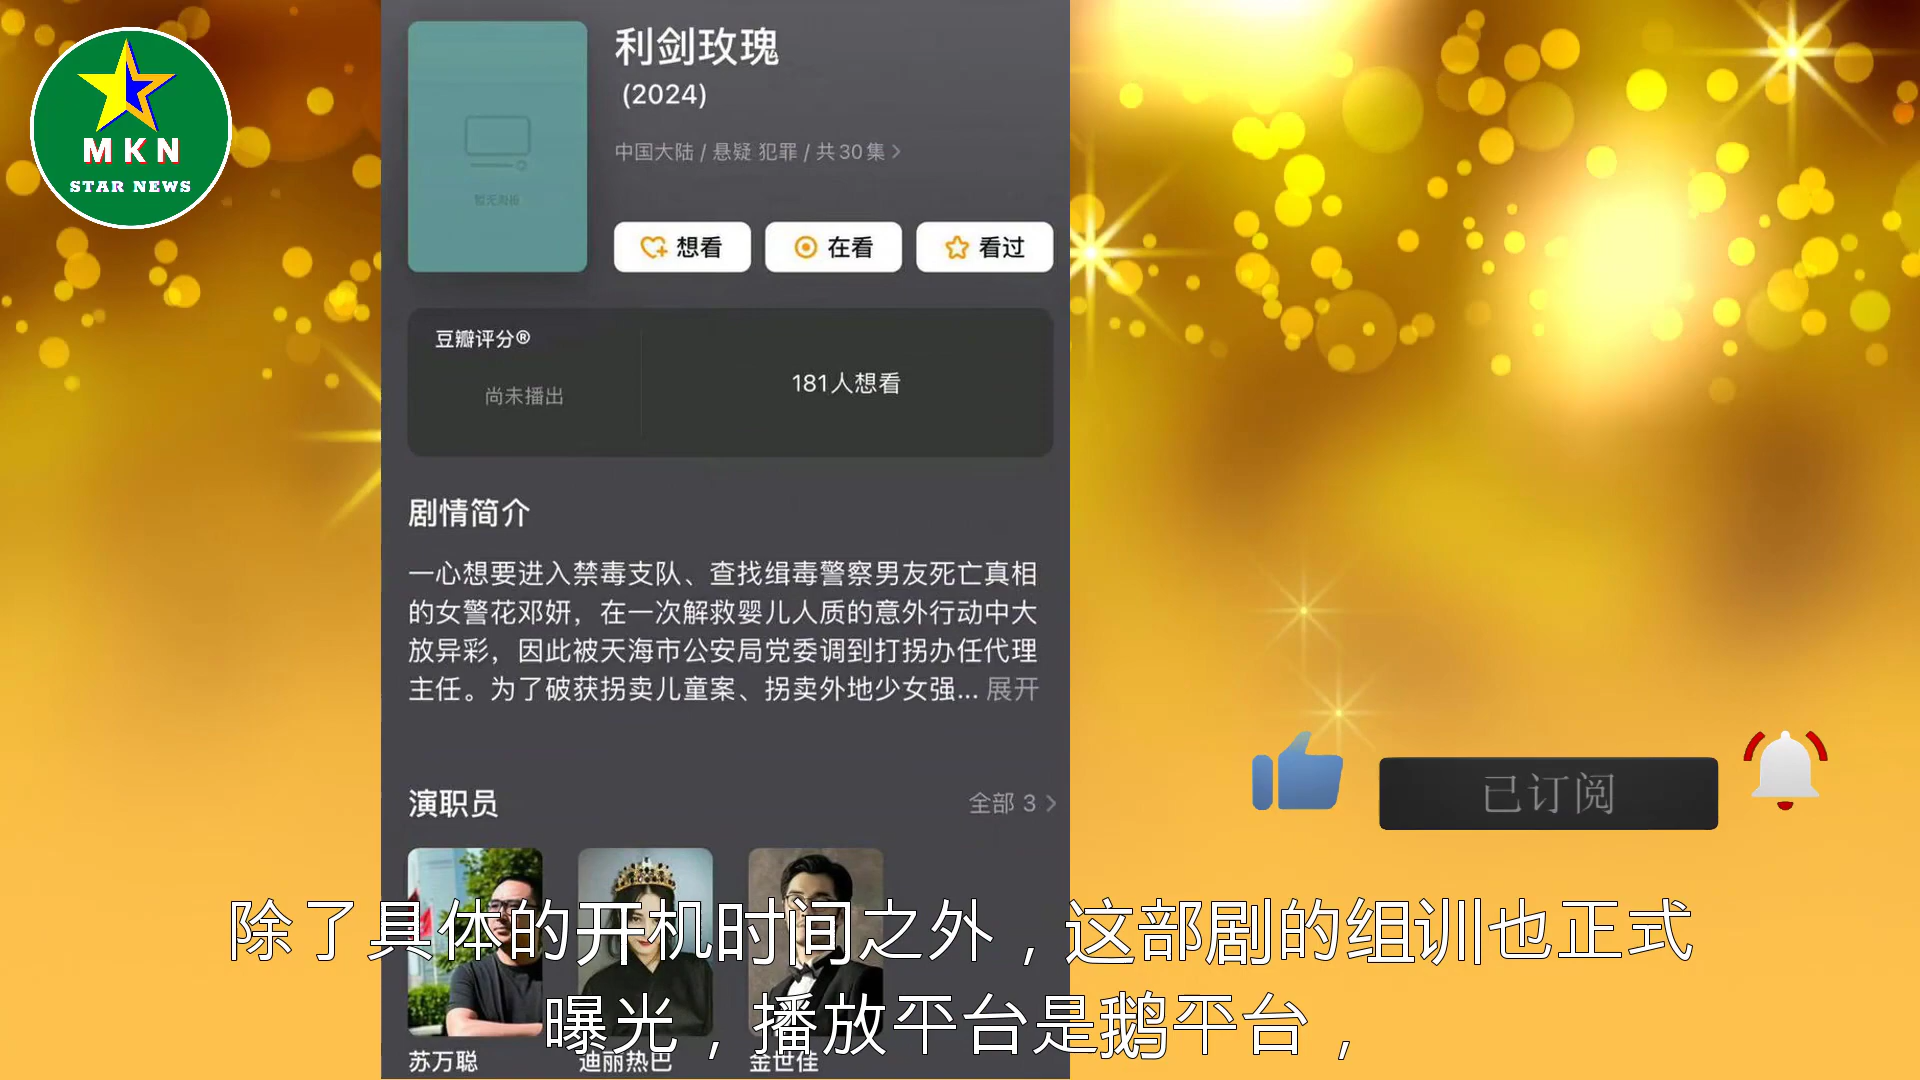 MKN
STAR NEWS
利剑玫瑰
(2024)
中国大陆 / 悬疑 犯罪 / 共30集
暂无海报
想看
在看
看过
豆瓣评分®
尚未播出
181人想看
剧情简介
一心想要进入禁毒支队、查找缉毒警察男友死亡真相
的女警花邓妍，在一次解救婴儿人质的意外行动中大
放异彩，因此被天海市公安局党委调到打拐办任代理
主任。为了破获拐卖儿童案、拐卖外地少女强... 展开
演职员
全部 3
已订阅
除了具体的开机时间之外，这部剧的组训也正式
曝光，播放平台是鹅平台，
苏万聪
迪丽热巴
金世佳